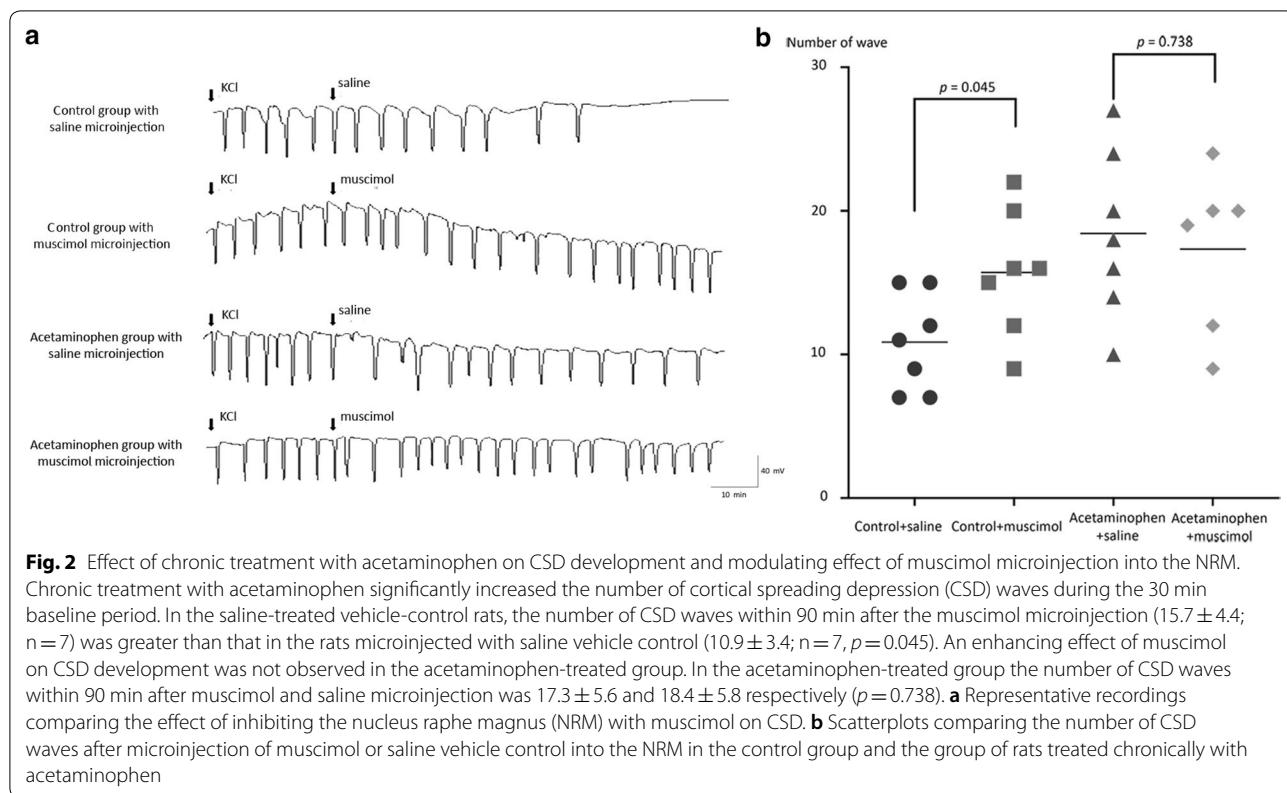 a
Control group with
saline microinjection
KCl
saline
Control group with
muscimol microinjection
KCl
muscimol
Acetaminophen group with
saline microinjection
KCl
saline
Acetaminophen group with
muscimol microinjection
KCl
muscimol
40 mV
10 min
b
Number of wave
30
20
10
0
p = 0.045
p = 0.738
Control+saline
Control+muscimol
Acetaminophen
+saline
Acetaminophen
+muscimol
Fig. 2 Effect of chronic treatment with acetaminophen on CSD development and modulating effect of muscimol microinjection into the NRM.
Chronic treatment with acetaminophen significantly increased the number of cortical spreading depression (CSD) waves during the 30 min
baseline period. In the saline-treated vehicle-control rats, the number of CSD waves within 90 min after the muscimol microinjection (15.7 ± 4.4;
n = 7) was greater than that in the rats microinjected with saline vehicle control (10.9 ± 3.4; n = 7, p = 0.045). An enhancing effect of muscimol
on CSD development was not observed in the acetaminophen-treated group. In the acetaminophen-treated group the number of CSD waves
within 90 min after muscimol and saline microinjection was 17.3 ± 5.6 and 18.4 ± 5.8 respectively (p = 0.738). a Representative recordings
comparing the effect of inhibiting the nucleus raphe magnus (NRM) with muscimol on CSD. b Scatterplots comparing the number of CSD
waves after microinjection of muscimol or saline vehicle control into the NRM in the control group and the group of rats treated chronically with
acetaminophen